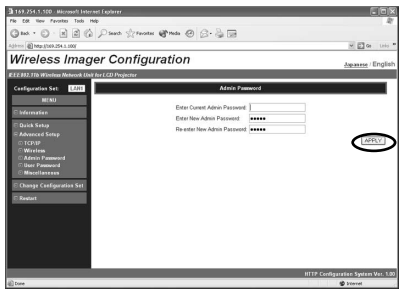 169.254.1.100 - Microsoft Internet Explorer
File Edit View Favorites Tools Help
Back Search Favorites Media
Address http://169.254.1.100/ Go Links
Wireless Imager Configuration
Japanese / English
IEEE802.11b Wireless Network Unit for LCD Projector
Configuration Set: LAN1
Admin Password
MENU
Information
Quick Setup
Advanced Setup
TCP/IP
Wireless
Admin Password
User Password
Miscellaneous
Change Configuration Set
Restart
Enter Current Admin Password:
Enter New Admin Password: •••••
Re-enter New Admin Password: •••••
APPLY
HTTP Configuration System Ver. 1.00
Done Internet